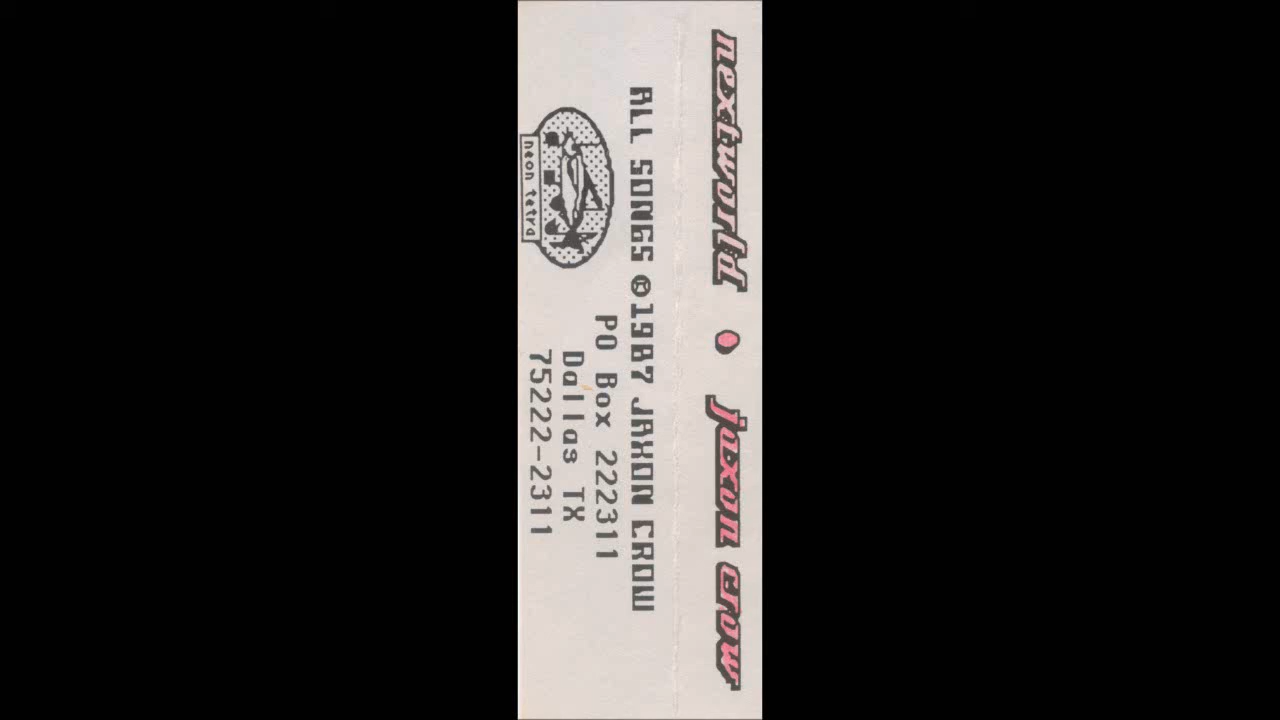 nextworld • jaxon crow
ALL SONGS ©1987 JAXON CROW
PO Box 222311
Dallas TX
75222-2311
neon tetra